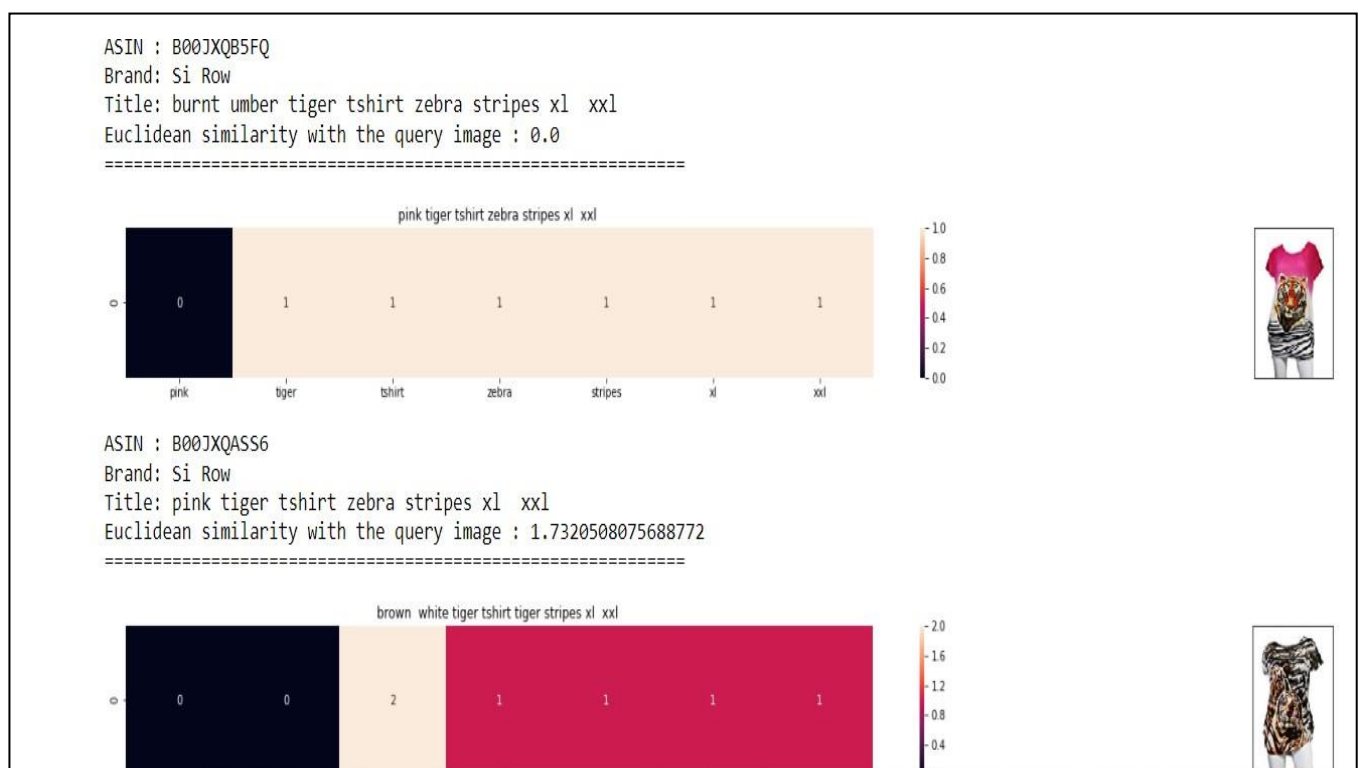 ASIN : B00JXQB5FQ
Brand: Si Row
Title: burnt umber tiger tshirt zebra stripes xl  xxl
Euclidean similarity with the query image : 0.0
============================================================
pink tiger tshirt zebra stripes xl  xxl
1.0
0.8
0.6
0.4
0.2
0.0
0
0 1 1 1 1 1 1
pink tiger tshirt zebra stripes xl xxl
ASIN : B00JXQASS6
Brand: Si Row
Title: pink tiger tshirt zebra stripes xl  xxl
Euclidean similarity with the query image : 1.7320508075688772
============================================================
brown  white tiger tshirt tiger stripes xl  xxl
2.0
1.6
1.2
0.8
0.4
0
0 0 2 1 1 1 1